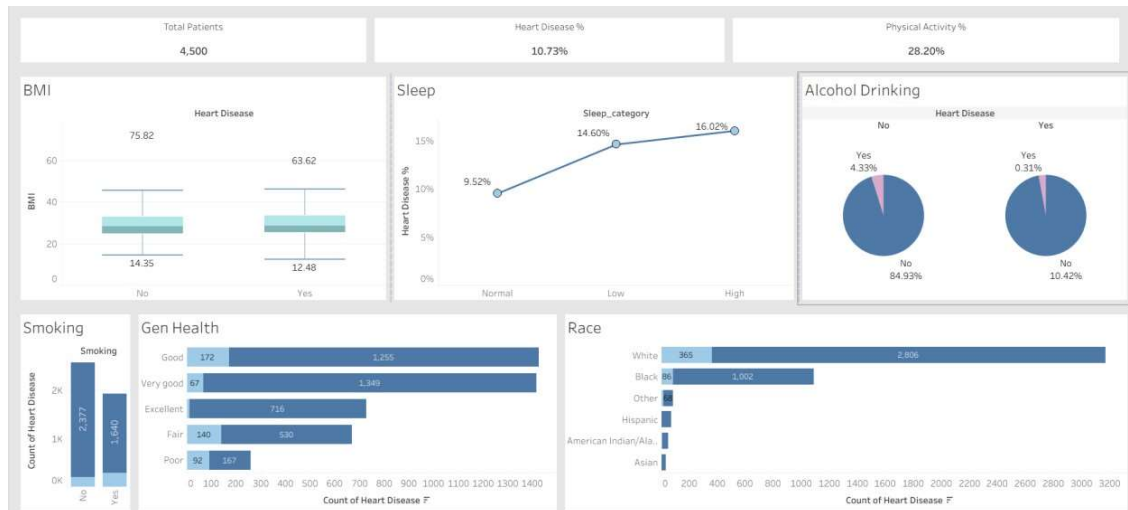 Total Patients
4,500
Heart Disease %
10.73%
Physical Activity %
28.20%
BMI
Heart Disease
75.82
63.62
60
40
20
0
BMI
14.35
12.48
No
Yes
Sleep
Sleep_category
15%
10%
5%
0%
Heart Disease %
9.52%
14.60%
16.02%
Normal
Low
High
Alcohol Drinking
Heart Disease
No
Yes
Yes
4.33%
Yes
0.31%
No
84.93%
No
10.42%
Smoking
Smoking
2K
1K
0K
Count of Heart Disease
2,377
1,640
No
Yes
Gen Health
Good
172
1,255
Very good
67
1,349
Excellent
716
Fair
140
530
Poor
92
167
0 100 200 300 400 500 600 700 800 900 1000 1100 1200 1300 1400
Count of Heart Disease
Race
White
365
2,806
Black
86
1,002
Other
68
Hispanic
American Indian/Ala..
Asian
0 200 400 600 800 1000 1200 1400 1600 1800 2000 2200 2400 2600 2800 3000 3200
Count of Heart Disease